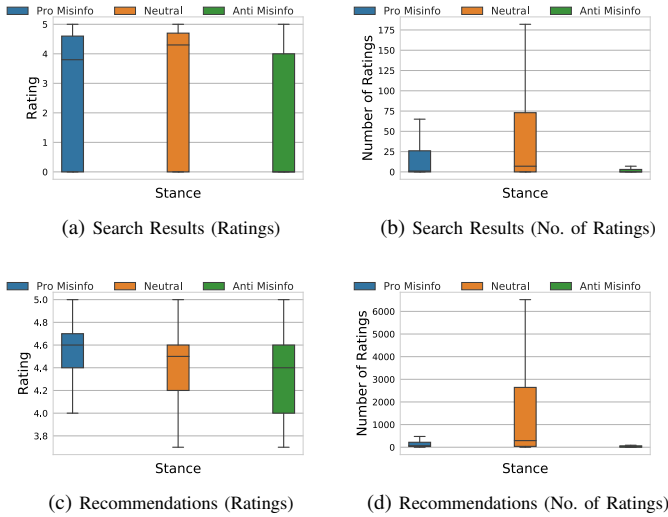 Pro Misinfo Neutral Anti Misinfo
5
4
3
2
1
0
Rating
Stance
(a) Search Results (Ratings)
Pro Misinfo Neutral Anti Misinfo
175
150
125
100
75
50
25
0
Number of Ratings
Stance
(b) Search Results (No. of Ratings)
Pro Misinfo Neutral Anti Misinfo
5.0
4.8
4.6
4.4
4.2
4.0
3.8
Rating
Stance
(c) Recommendations (Ratings)
Pro Misinfo Neutral Anti Misinfo
6000
5000
4000
3000
2000
1000
0
Number of Ratings
Stance
(d) Recommendations (No. of Ratings)